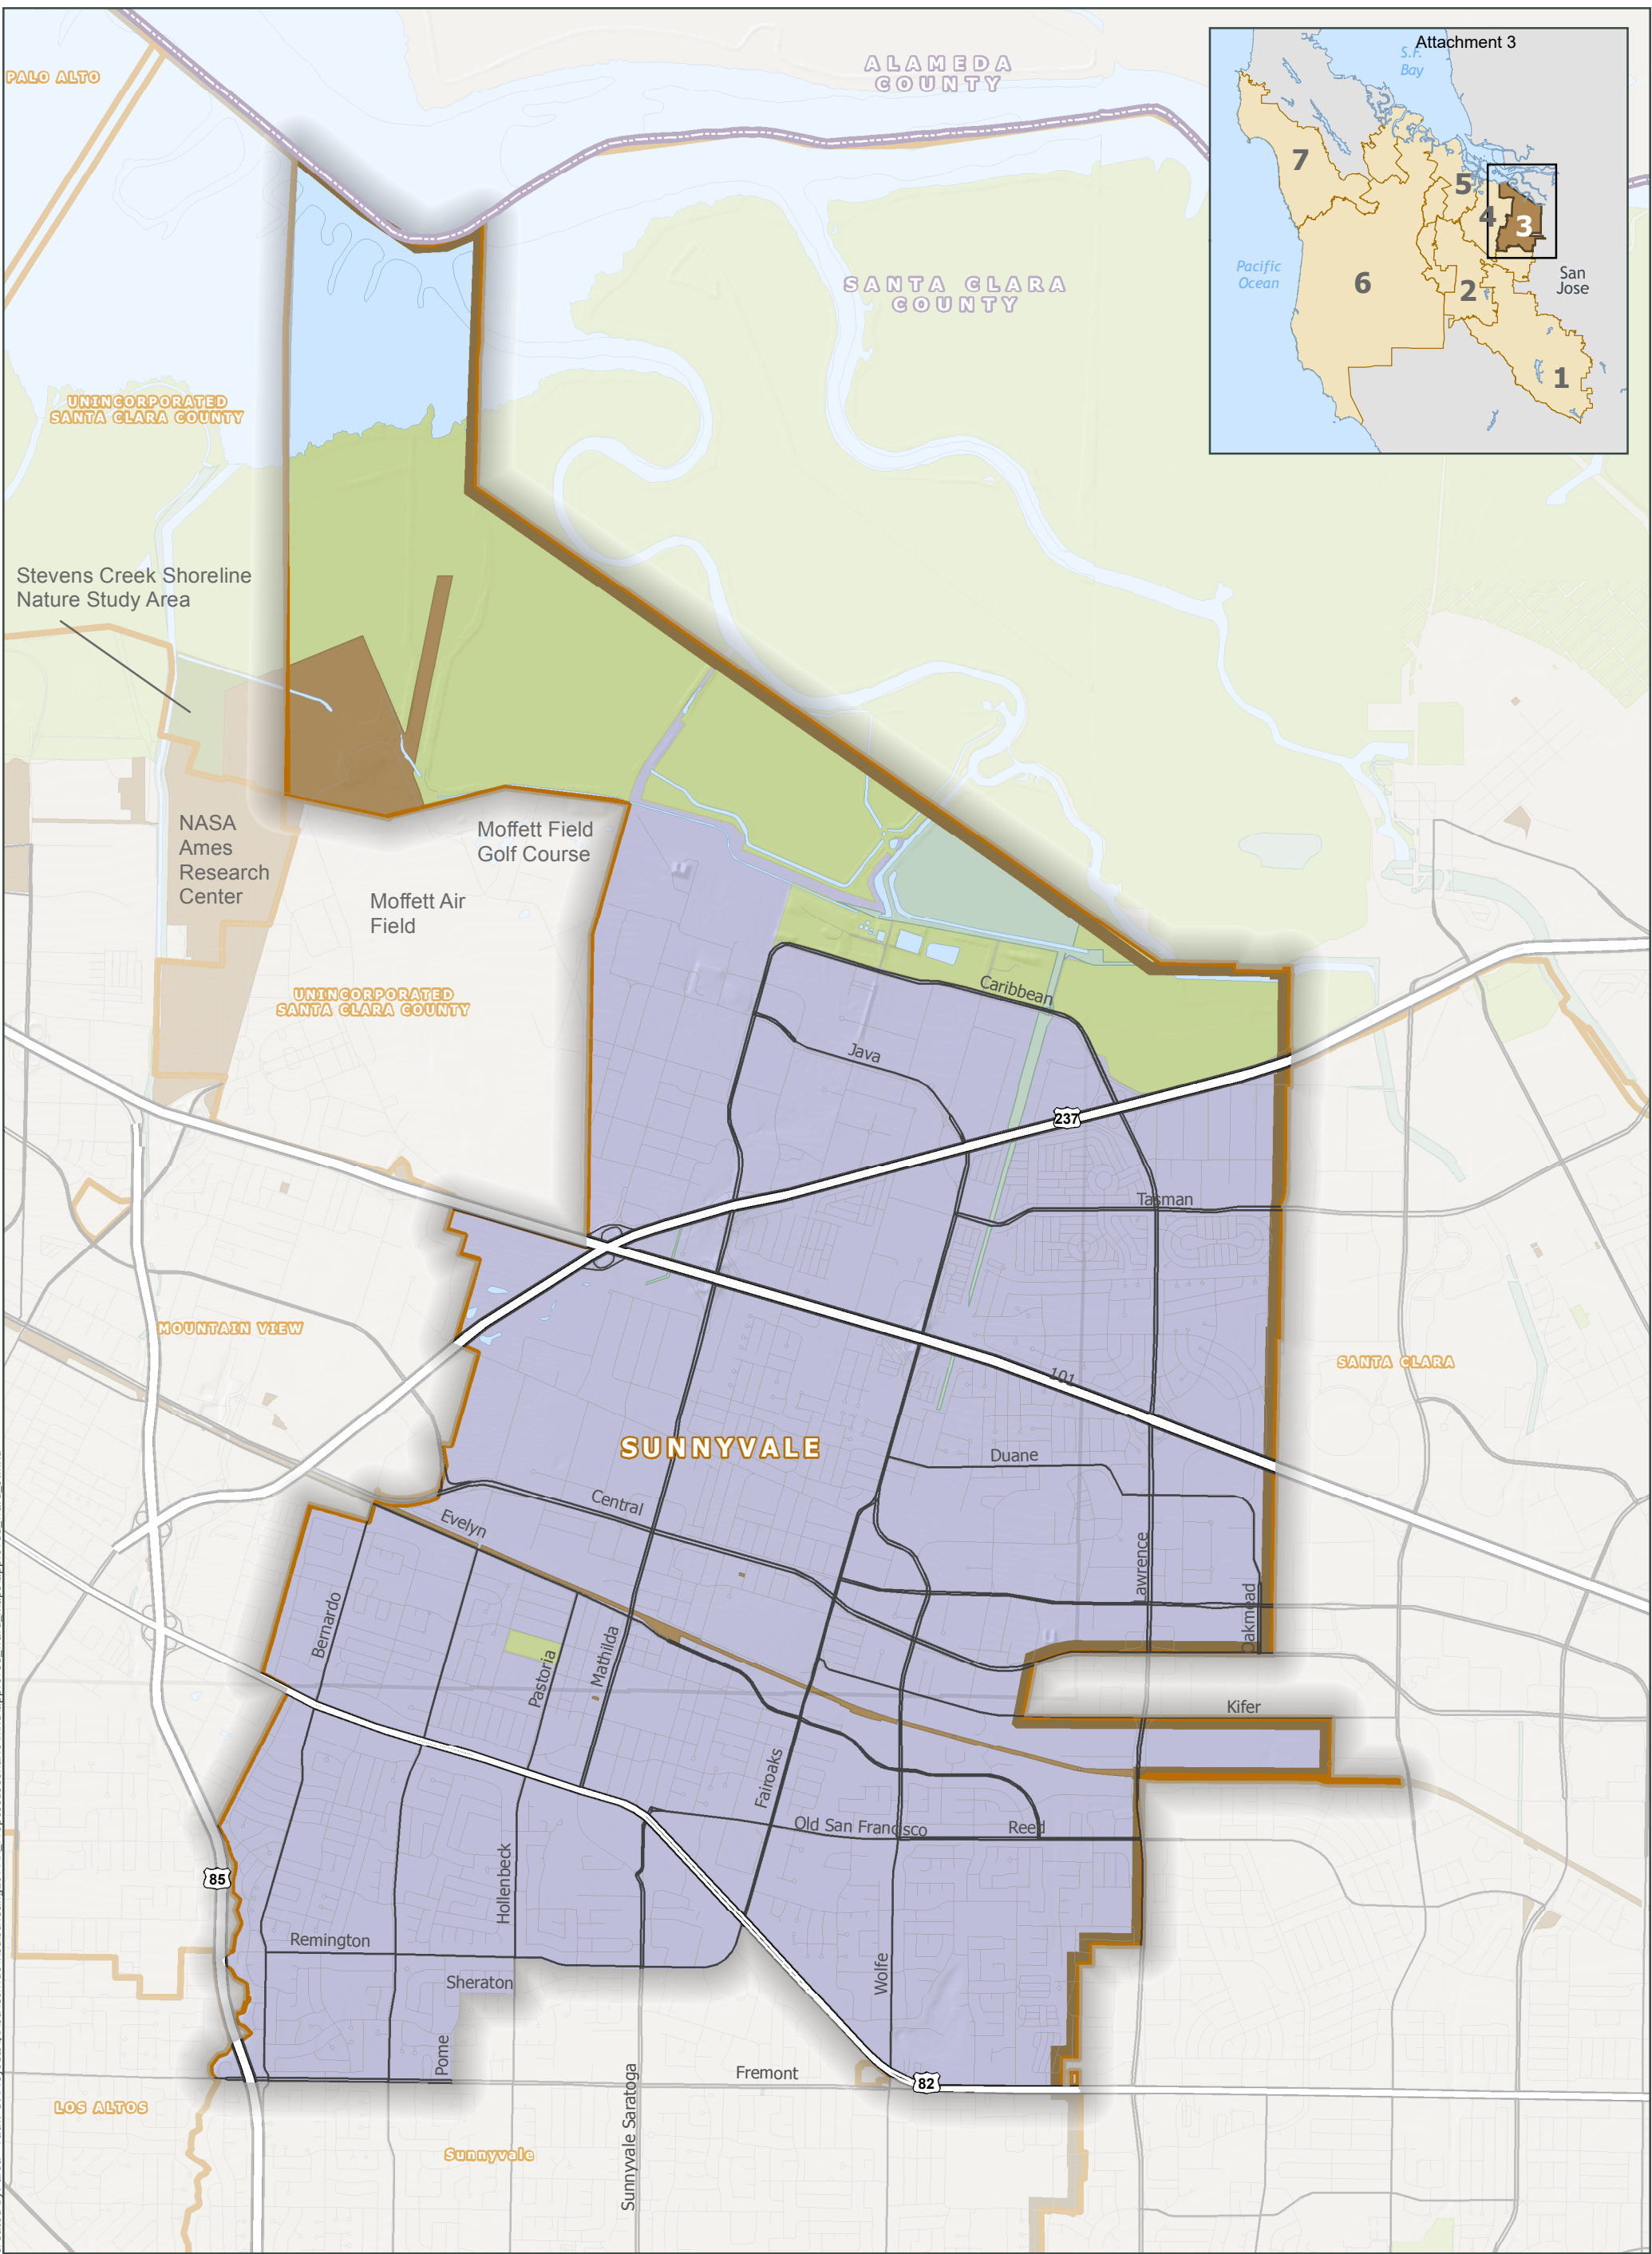 Attachment 3
S.F.
Bay
7
5
4
3
San
Jose
Pacific
Ocean
6
2
1
PALO ALTO
ALAMEDA
COUNTY
SANTA CLARA
COUNTY
UNINCORPORATED
SANTA CLARA COUNTY
Stevens Creek Shoreline
Nature Study Area
NASA
Ames
Research
Center
Moffett Field
Golf Course
Moffett Air
Field
UNINCORPORATED
SANTA CLARA COUNTY
Caribbean
Java
237
Tasman
MOUNTAIN VIEW
SANTA CLARA
101
SUNNYVALE
Duane
Central
Evelyn
Lawrence
Oakmead
Bernardo
Pastoria
Mathilda
Kifer
Fairoaks
Old San Francisco
Reed
85
Hollenbeck
Remington
Sheraton
Wolfe
Pome
Fremont
82
LOS ALTOS
Sunnyvale
Sunnyvale Saratoga